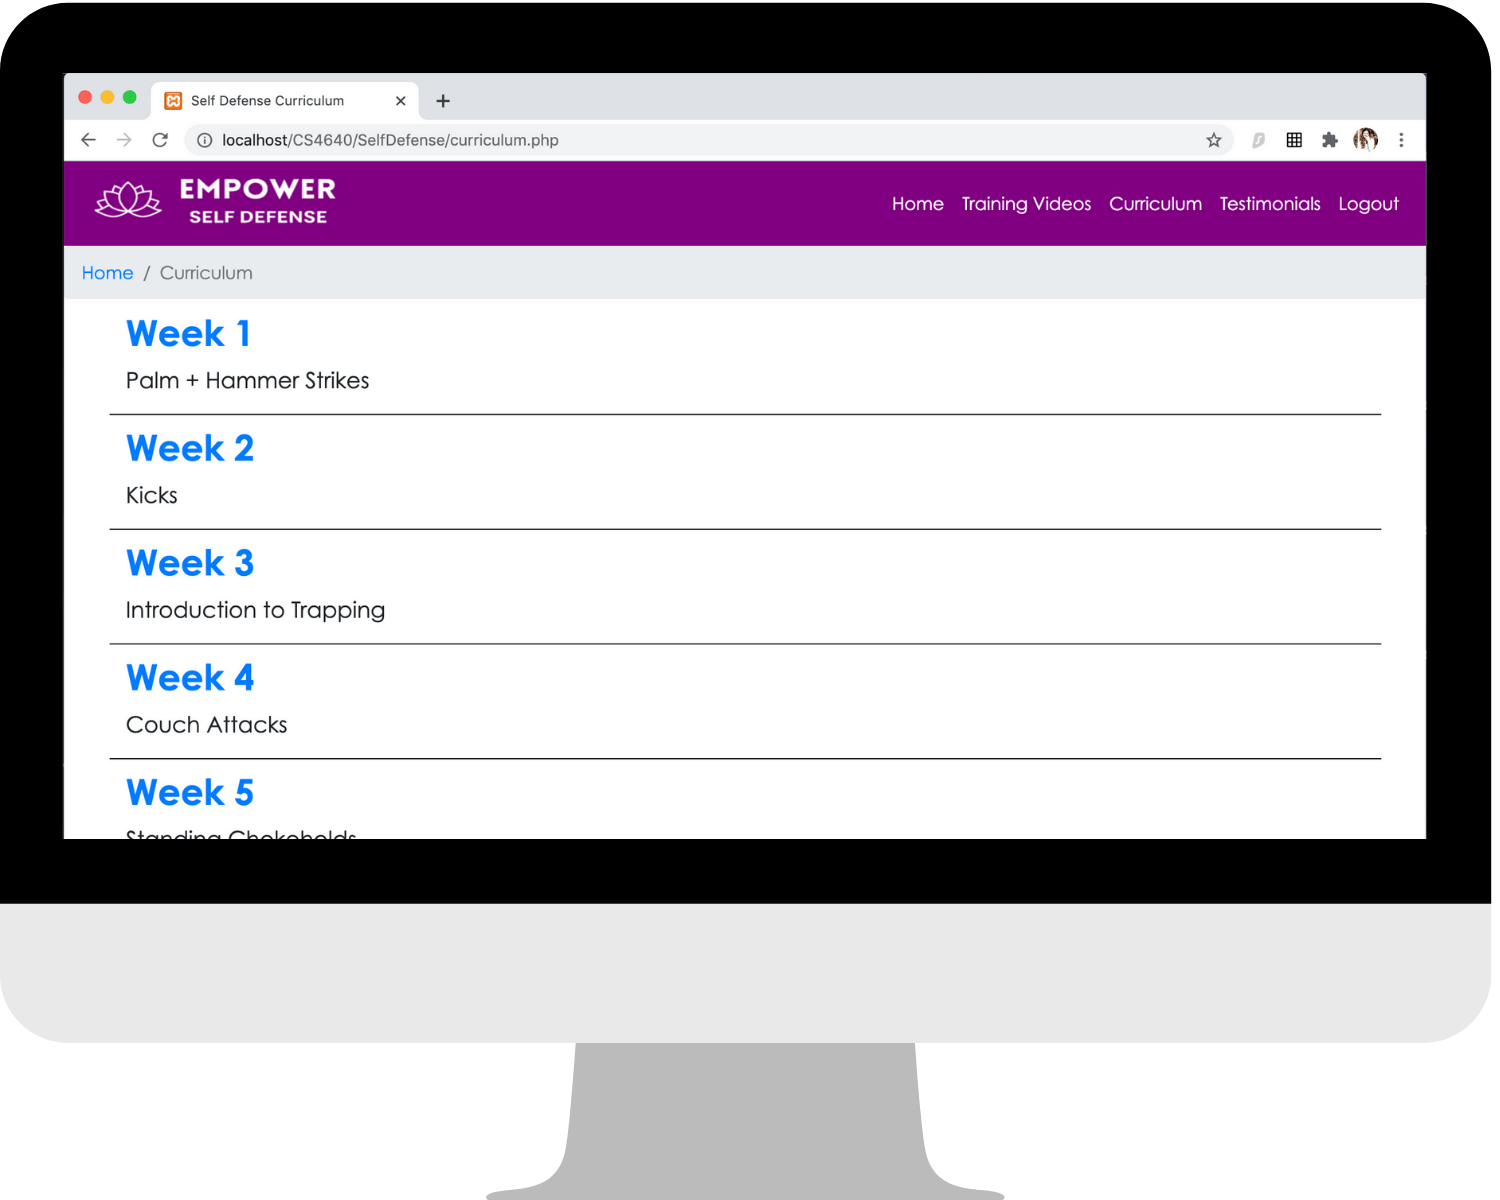 Self Defense Curriculum
localhost/CS4640/SelfDefense/curriculum.php
EMPOWER
SELF DEFENSE
Home Training Videos Curriculum Testimonials Logout
Home / Curriculum
Week 1
Palm + Hammer Strikes
Week 2
Kicks
Week 3
Introduction to Trapping
Week 4
Couch Attacks
Week 5
Standing Chokeholds